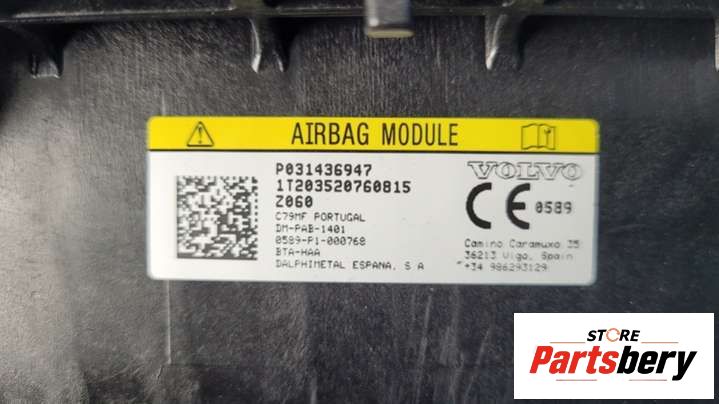 AIRBAG MODULE
P031436947
1T203520760815
Z060
C79MF PORTUGAL
DM-PAB-1401
0589-P1-000768
BTA-HAA
DALPHIMETAL ESPANA, S A
VOLVO
CE 0589
Camino Caramuxo 35
36213 Vigo, Spain
+34 986293129
STORE
Partsbery